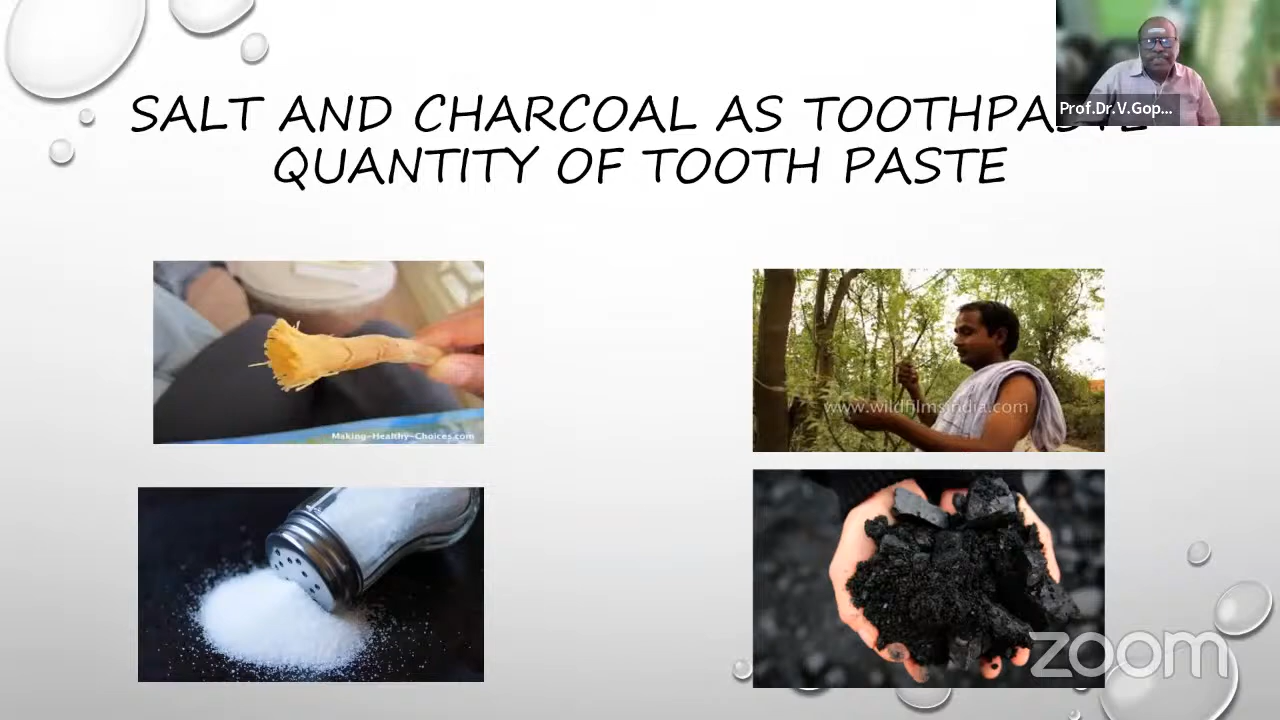 SALT AND CHARCOAL AS TOOTHPASTE
QUANTITY OF TOOTH PASTE
Prof.Dr.V.Gop...
Making-Healthy-Choices.com
www.wildfilmsindia.com
zoom